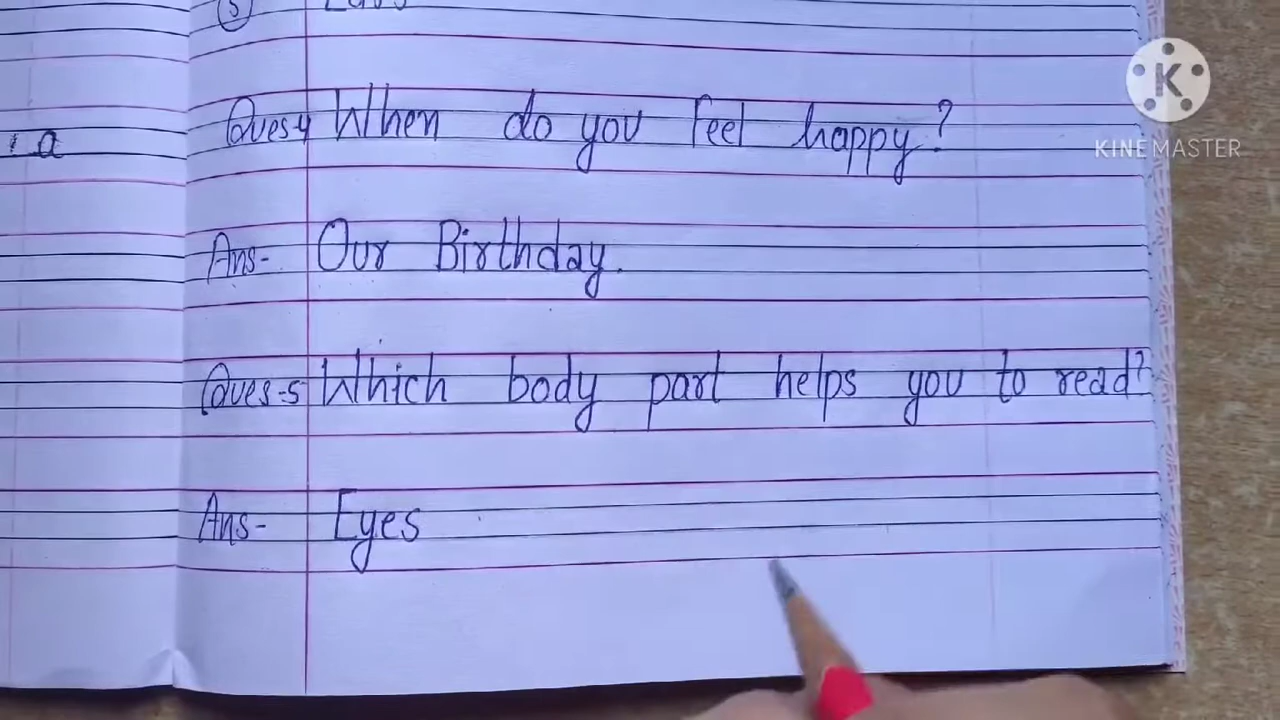 5
a
Ques 4 When do you feel happy?
Ans- Our Birthday.
Ques-5 Which body part helps you to read?
Ans- Eyes
K
KINEMASTER